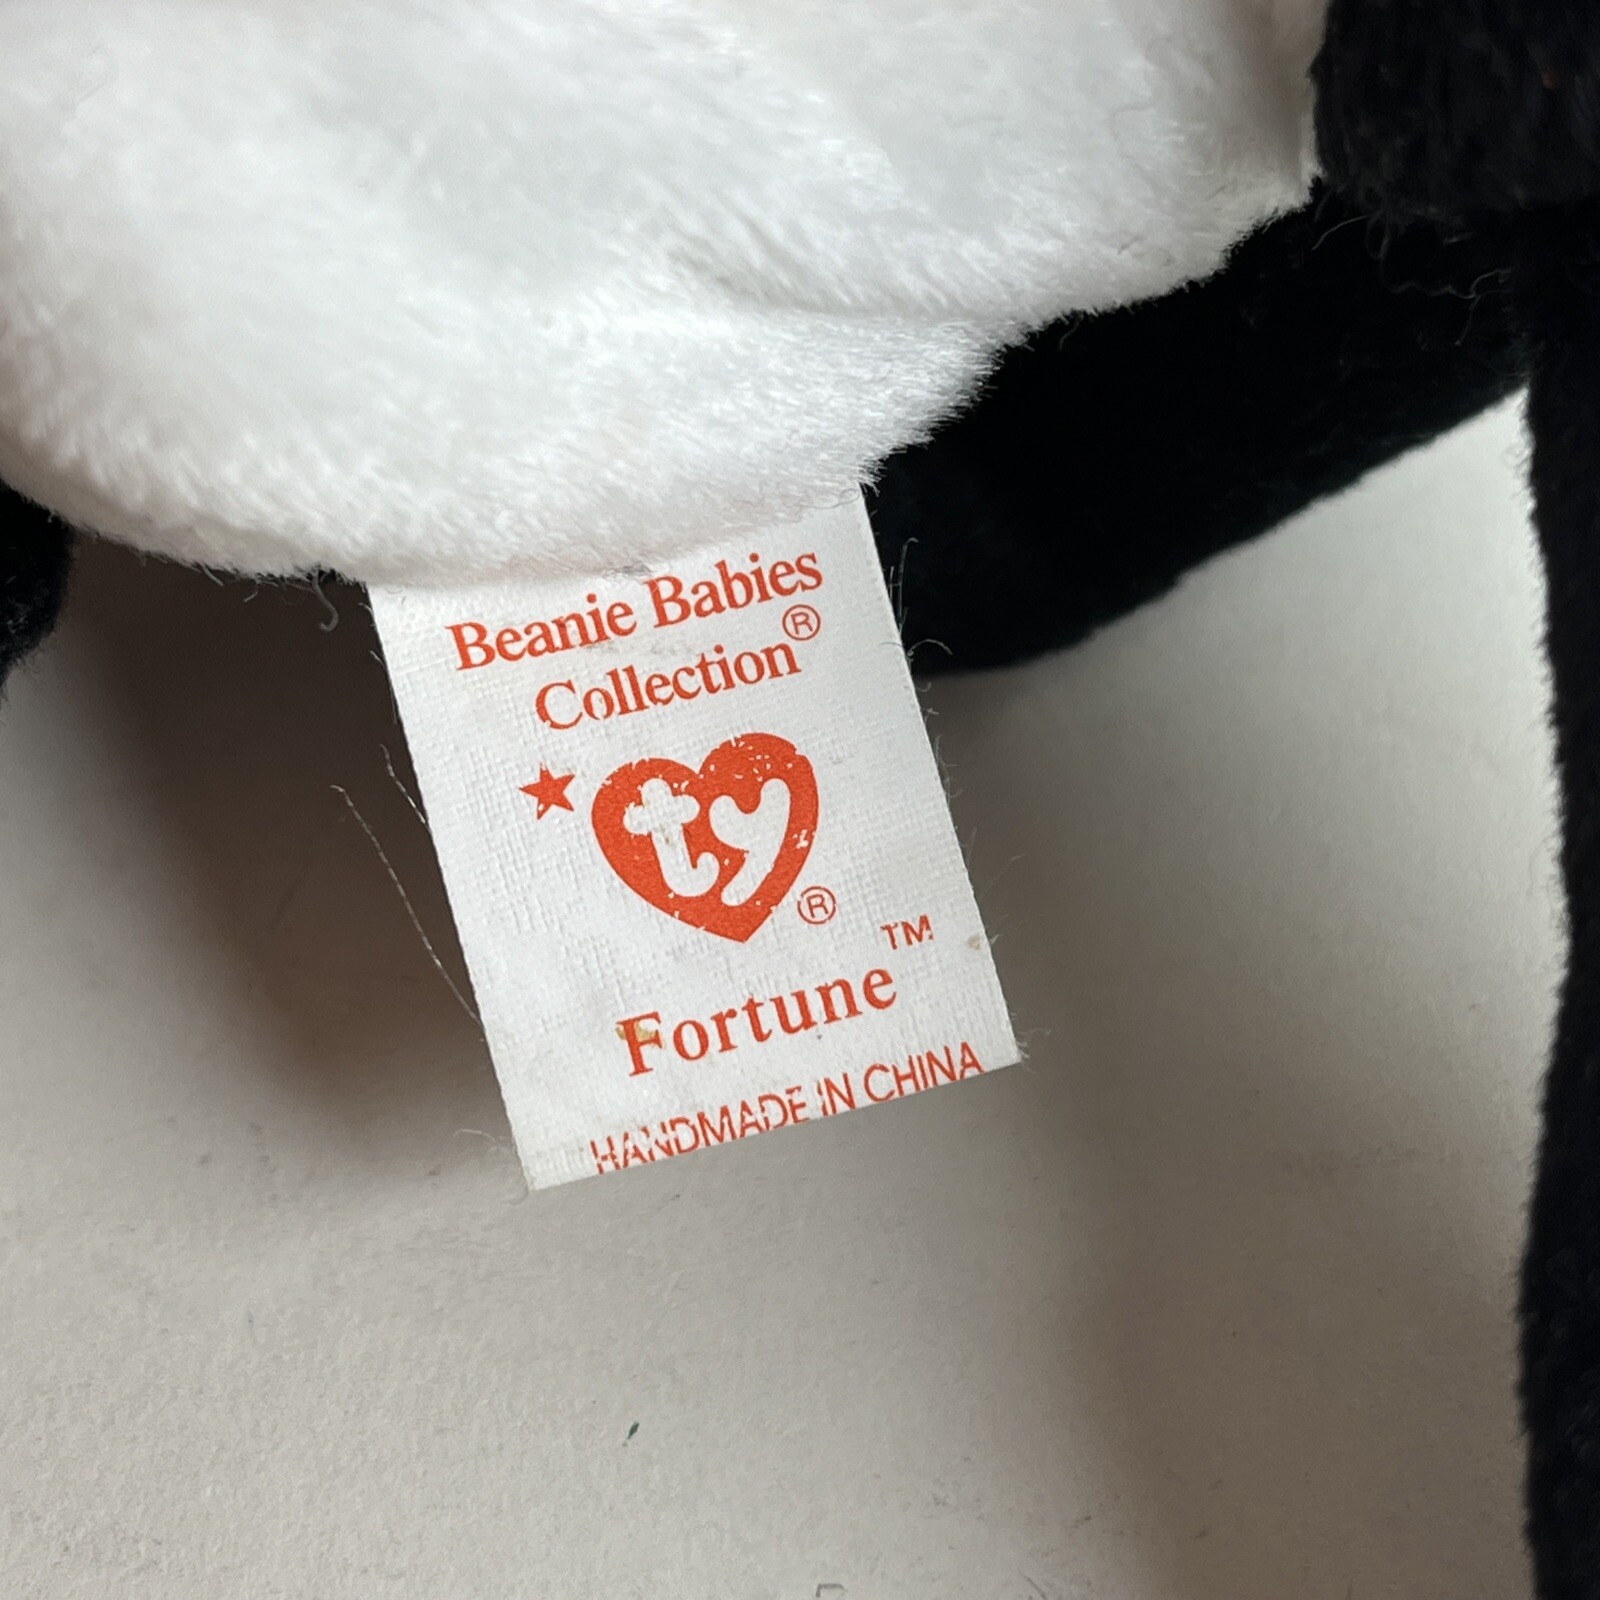 Beanie Babies
Collection®
ty®
Fortune™
HANDMADE IN CHINA